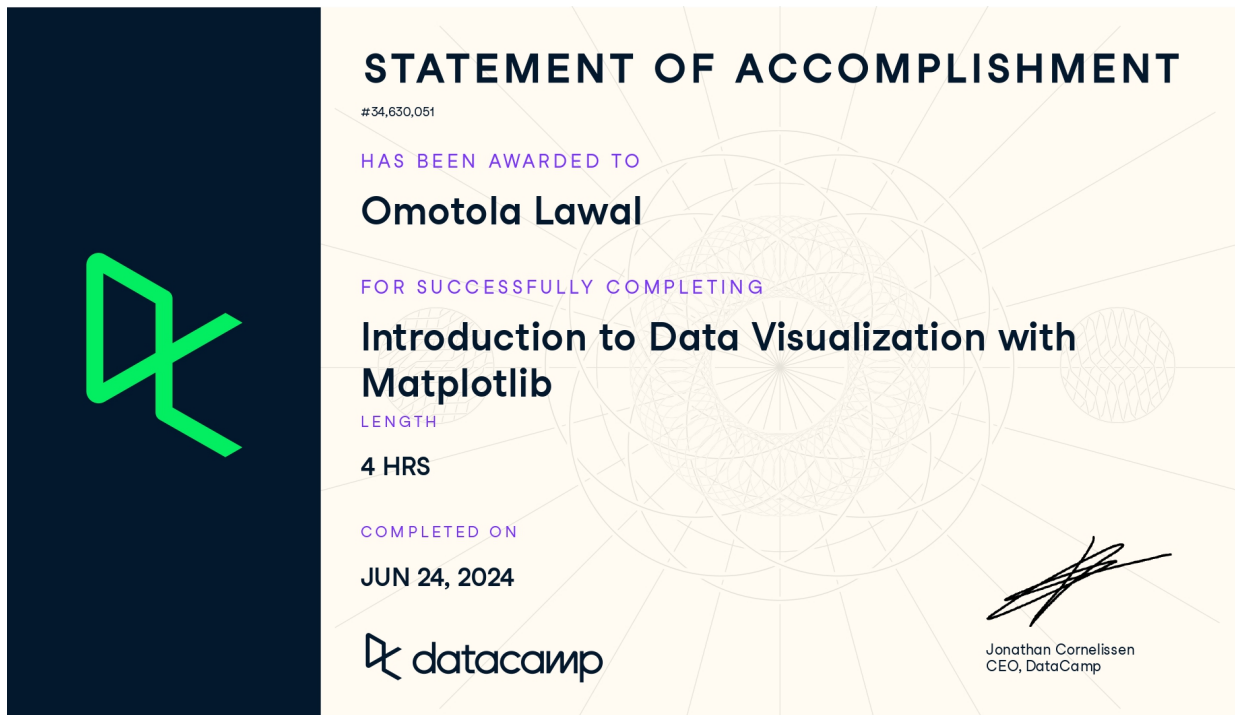 STATEMENT OF ACCOMPLISHMENT
#34,630,051
HAS BEEN AWARDED TO
Omotola Lawal
FOR SUCCESSFULLY COMPLETING
Introduction to Data Visualization with
Matplotlib
LENGTH
4 HRS
COMPLETED ON
JUN 24, 2024
datacamp
Jonathan Cornelissen
CEO, DataCamp